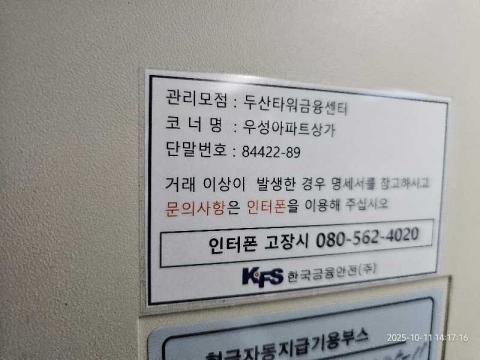 관리모점 : 두산타워금융센터
코 너 명 : 우성아파트상가
단말번호 : 84422-89
거래 이상이 발생한 경우 명세서를 참고하시고
문의사항은 인터폰을 이용해 주십시오
인터폰 고장시 080-562-4020
KFS 한국금융안전(주)
현금자동지급기용부스
2025-10-11 14:17:16